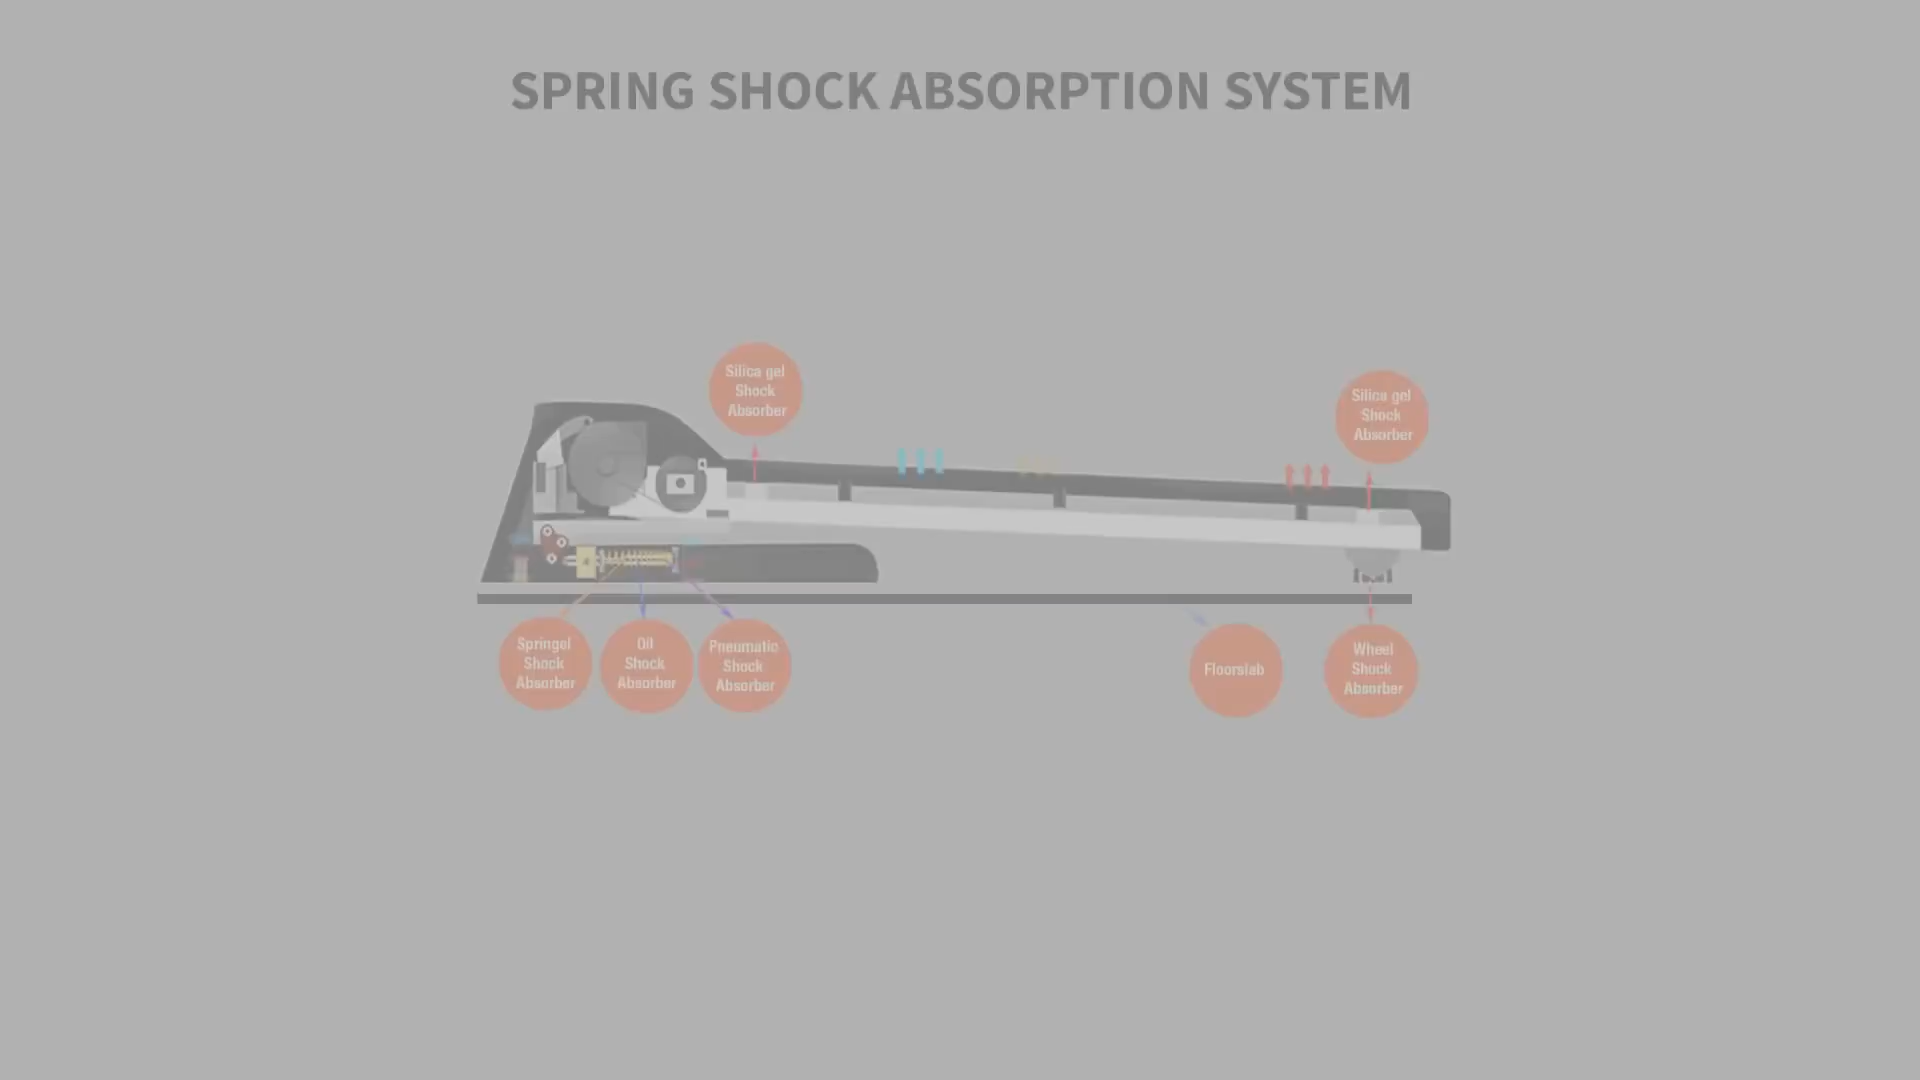 SPRING SHOCK ABSORPTION SYSTEM
Silica gel
Shock
Absorber
Silica gel
Shock
Absorber
Springel
Shock
Absorber
Oil
Shock
Absorber
Pneumatic
Shock
Absorber
Floorslab
Wheel
Shock
Absorber